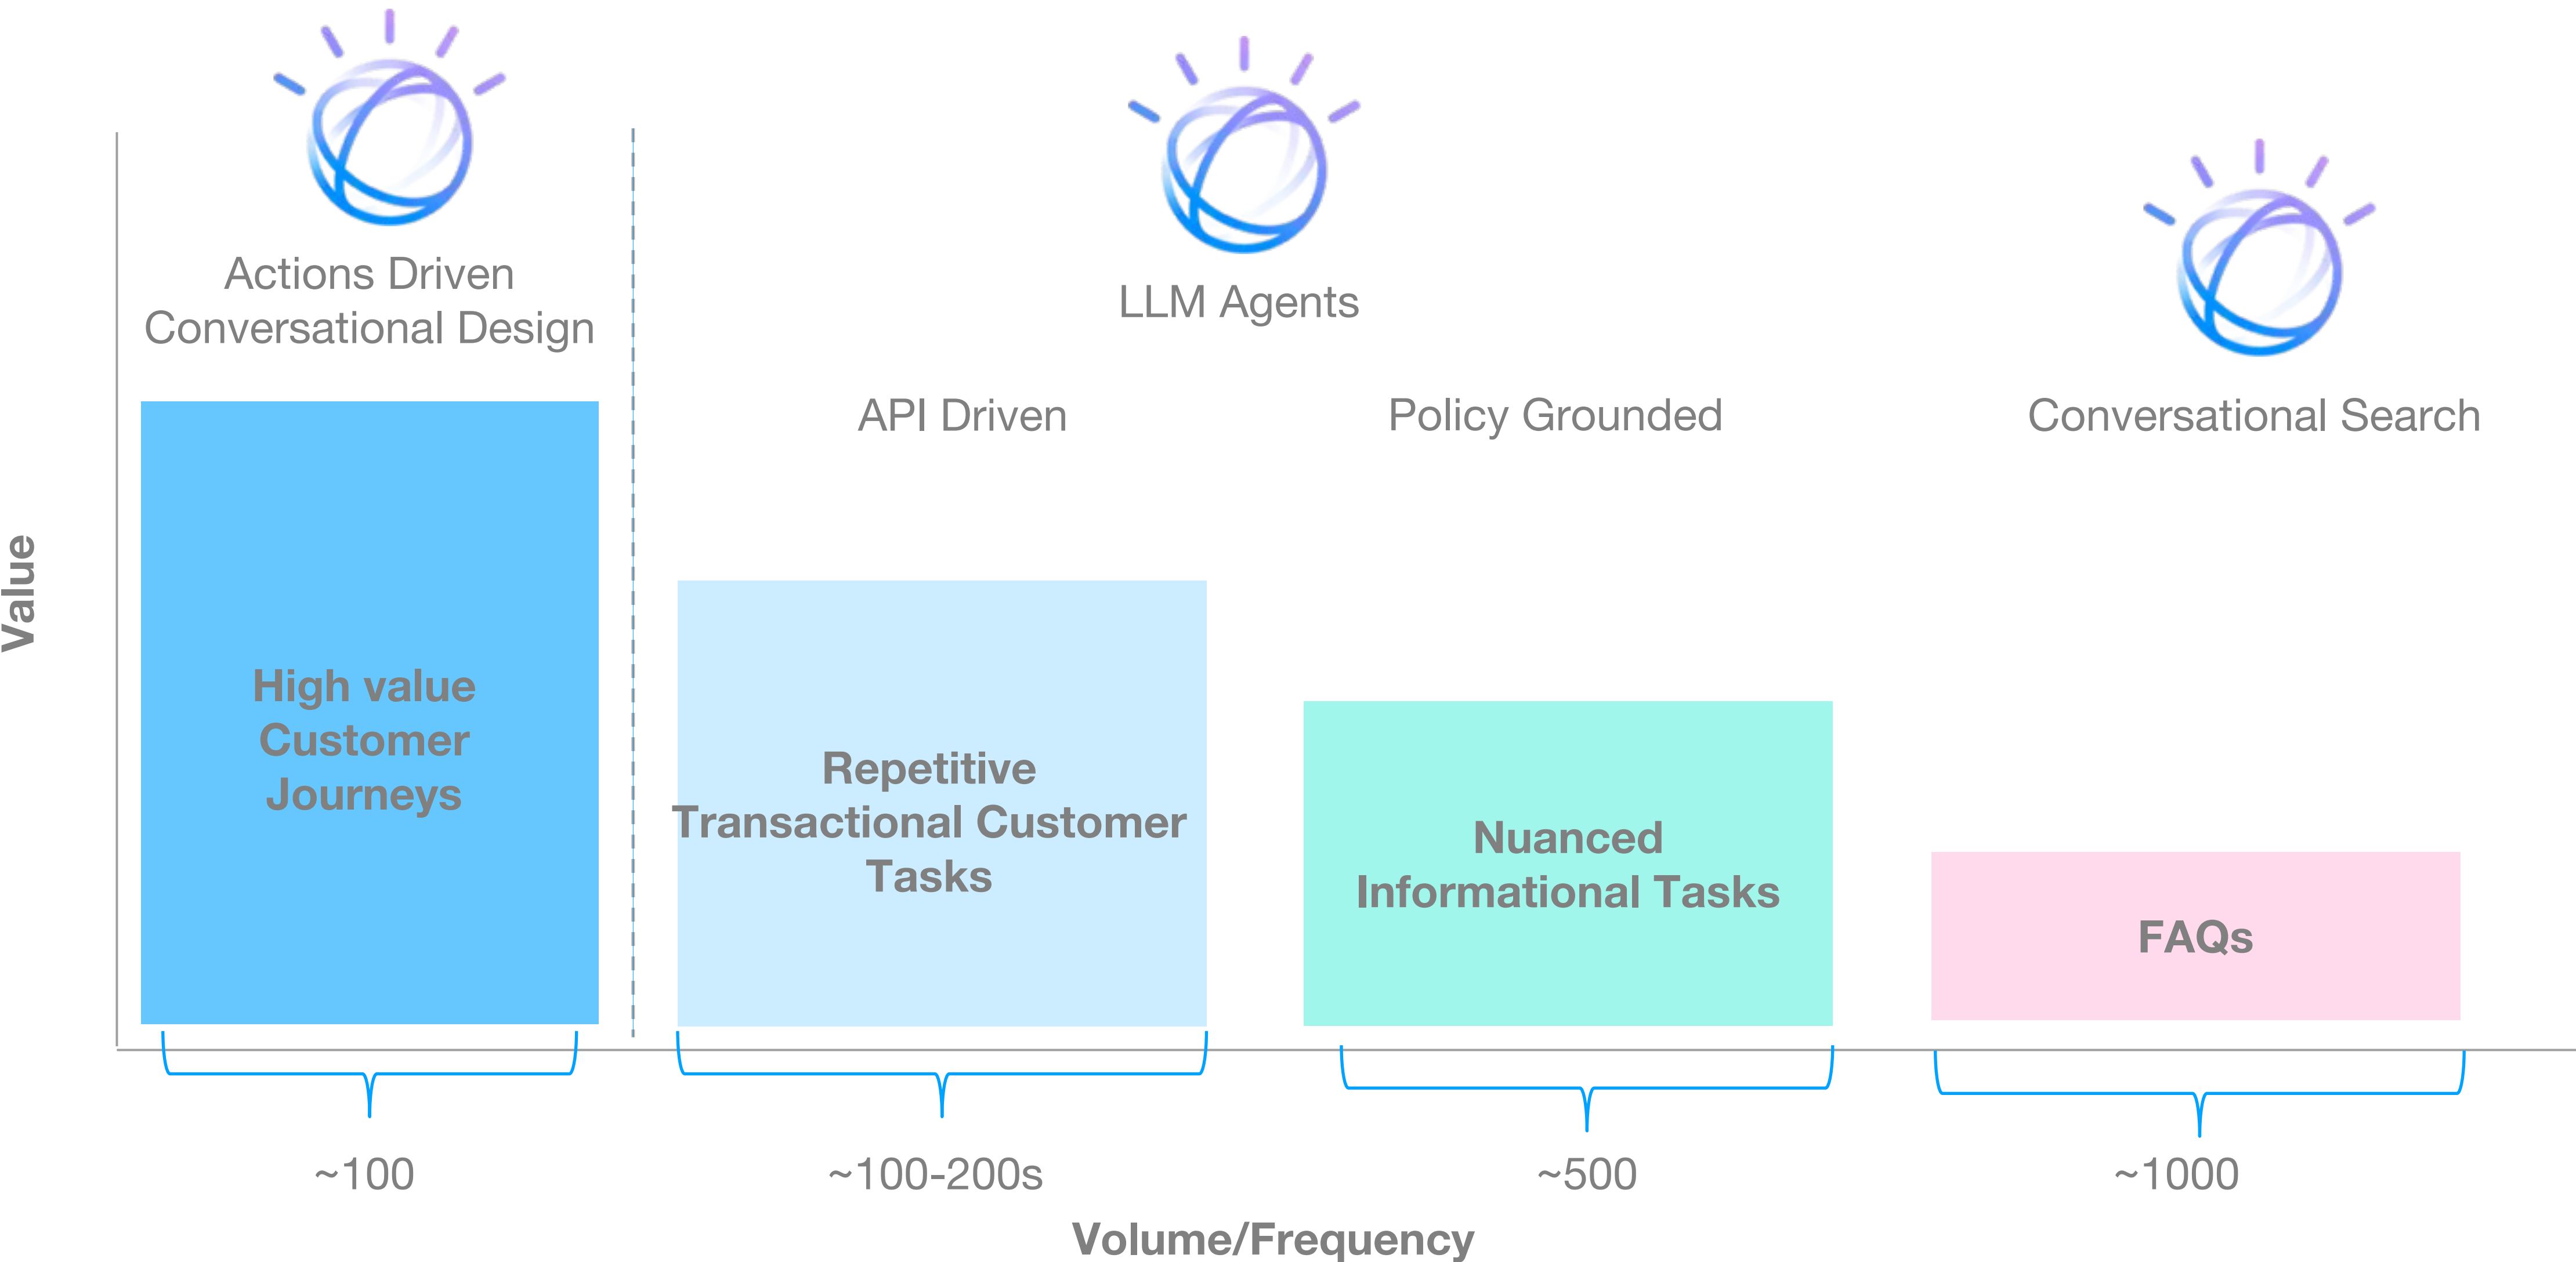 Actions Driven
Conversational Design
LLM Agents
API Driven
Policy Grounded
Conversational Search
Value
High value
Customer
Journeys
Repetitive
Transactional Customer
Tasks
Nuanced
Informational Tasks
FAQs
~100
~100-200s
~500
~1000
Volume/Frequency